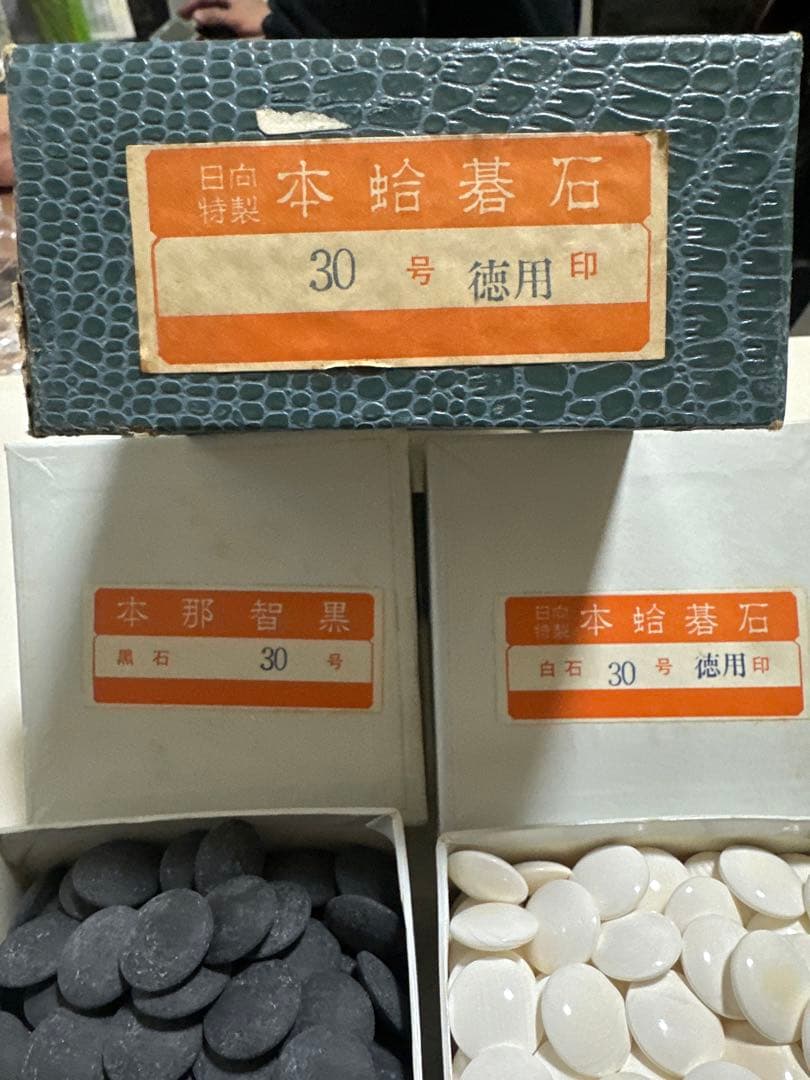 日向
特製 本蛤碁石
30 号 徳用 印
本那智黒
黒石 30 号
日向
特製 本蛤碁石
白石 30 号 徳用 印